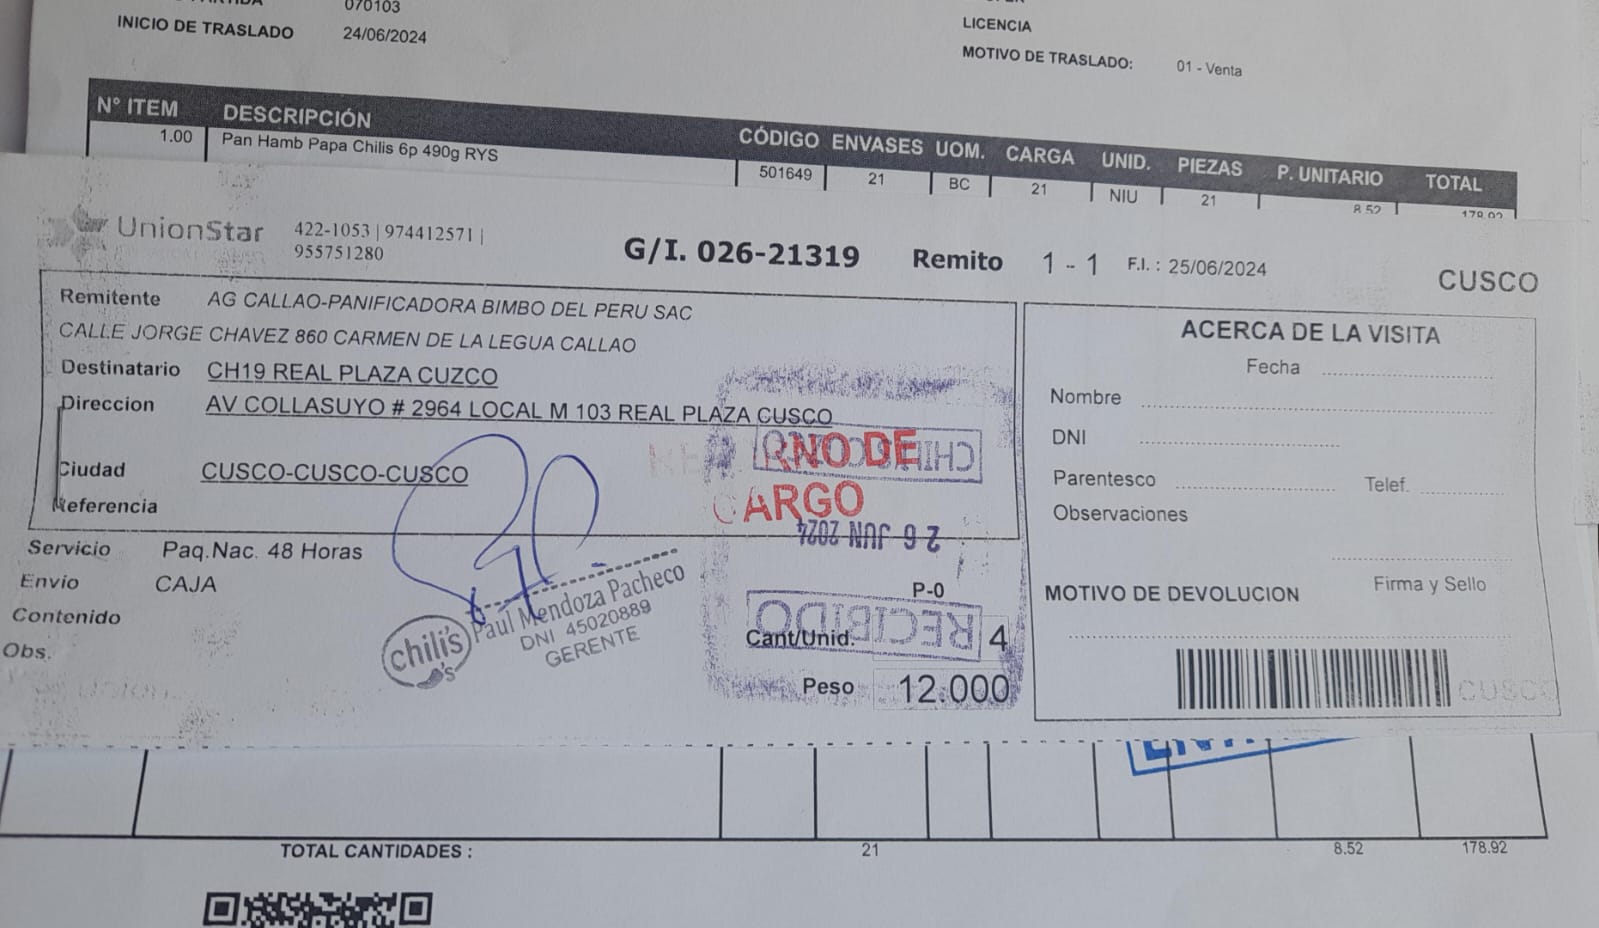 070103
INICIO DE TRASLADO 24/06/2024
LICENCIA
MOTIVO DE TRASLADO: 01 - Venta
N° ITEM DESCRIPCIÓN CÓDIGO ENVASES UOM. CARGA UNID. PIEZAS P. UNITARIO TOTAL
1.00 Pan Hamb Papa Chilis 6p 490g RYS 501649 21 BC 21 NIU 21 8.52 178.92
UnionStar 422-1053 | 974412571 |
955751280
G/I. 026-21319 Remito 1 - 1 F.I. : 25/06/2024 CUSCO
Remitente AG CALLAO-PANIFICADORA BIMBO DEL PERU SAC
CALLE JORGE CHAVEZ 860 CARMEN DE LA LEGUA CALLAO
Destinatario CH19 REAL PLAZA CUZCO
Direccion AV COLLASUYO # 2964 LOCAL M 103 REAL PLAZA CUSCO
Ciudad CUSCO-CUSCO-CUSCO
Referencia
CARGO
26 JUN 2024
Servicio Paq.Nac. 48 Horas
Envio CAJA
Contenido
Obs.
chili's
Paul Mendoza Pacheco
DNI 45020889
GERENTE
P-0
RECIBIDO
Cant/Unid. 4
Peso 12.000
ACERCA DE LA VISITA
Fecha
Nombre
DNI
Parentesco Telef.
Observaciones
Firma y Sello
MOTIVO DE DEVOLUCION
CUSCO
TOTAL CANTIDADES : 21 8.52 178.92